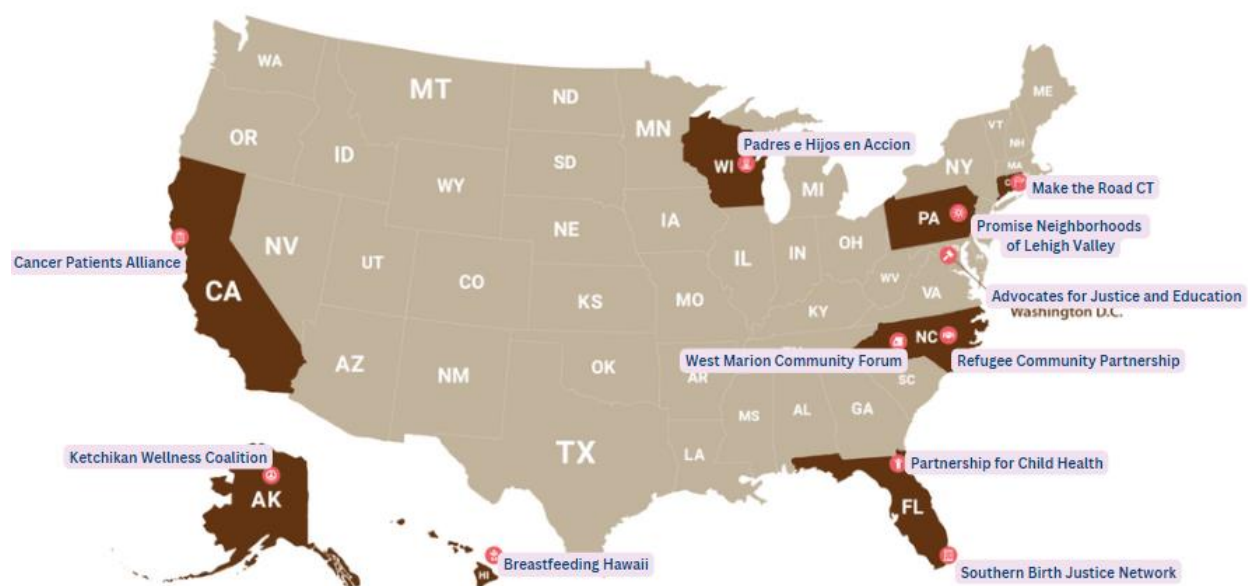 WA
MT
ND
MN
ME
VT
NH
OR
ID
SD
WI
Padres e Hijos en Accion
NY
MA
WY
MI
Make the Road CT
IA
PA
Promise Neighborhoods
of Lehigh Valley
NV
NE
OH
IL
IN
Cancer Patients Alliance
UT
CO
WV
VA
CA
KS
MO
KY
Advocates for Justice and Education
Washington D.C.
NC
West Marion Community Forum
Refugee Community Partnership
AZ
NM
OK
AR
SC
MS
AL
GA
TX
LA
Ketchikan Wellness Coalition
Partnership for Child Health
AK
FL
Breastfeeding Hawaii
HI
Southern Birth Justice Network